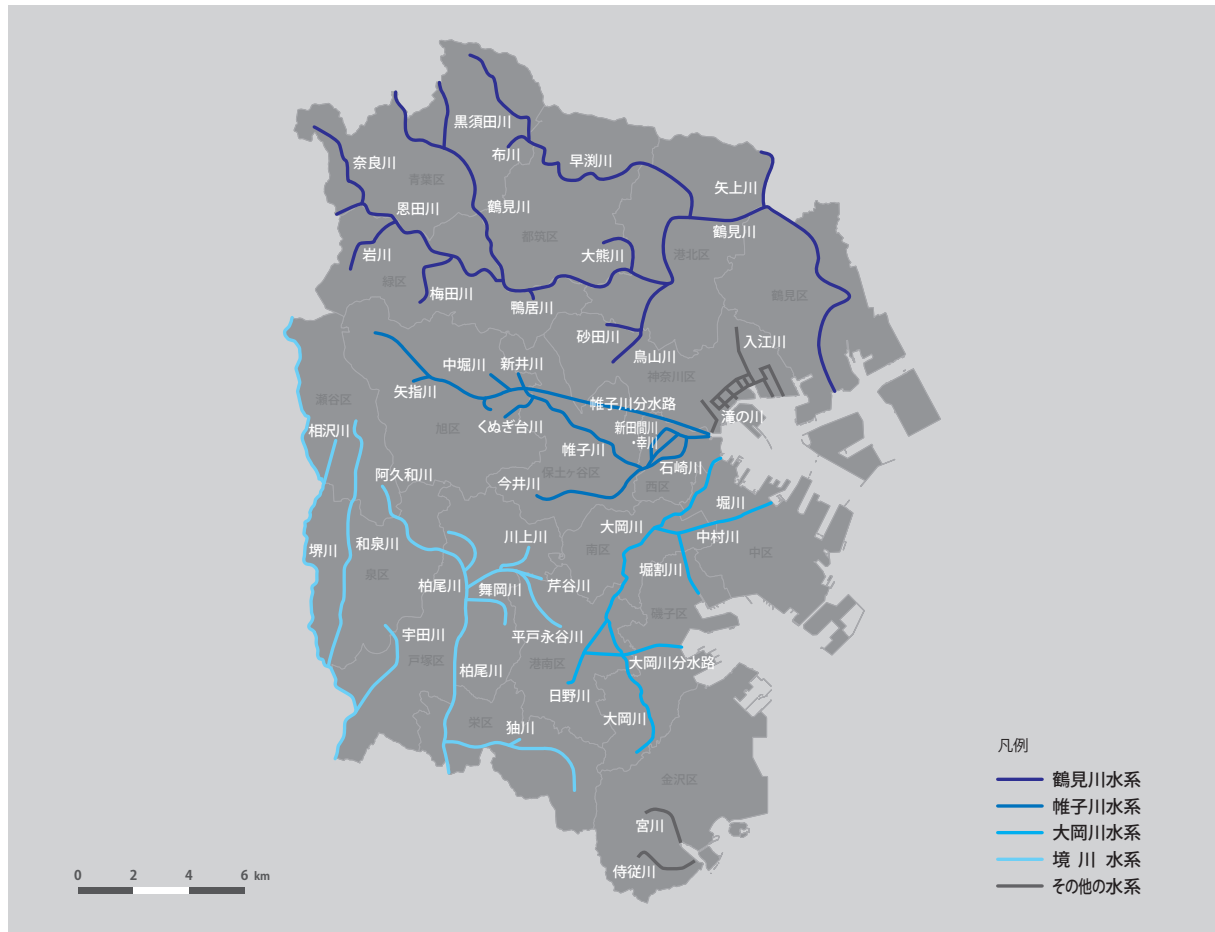 黒須田川
布川
早渕川
奈良川
青葉区
矢上川
恩田川
鶴見川
都筑区
鶴見川
岩川
大熊川
港北区
緑区
梅田川
鴨居川
鶴見区
砂田川
鳥山川
入江川
中堀川
新井川
神奈川区
矢指川
瀬谷区
帷子川分水路
滝の川
相沢川
旭区
くぬぎ台川
新田間川
・幸川
帷子川
石崎川
阿久和川
今井川
保土ヶ谷区
西区
堀川
大岡川
中村川
川上川
南区
中区
堺川
和泉川
泉区
柏尾川
舞岡川
芹谷川
堀割川
磯子区
宇田川
平戸永谷川
戸塚区
柏尾川
港南区
大岡川分水路
日野川
大岡川
栄区
㹨川
金沢区
宮川
侍従川
凡例
鶴見川水系
帷子川水系
大岡川水系
境 川 水系
その他の水系
0 2 4 6 km